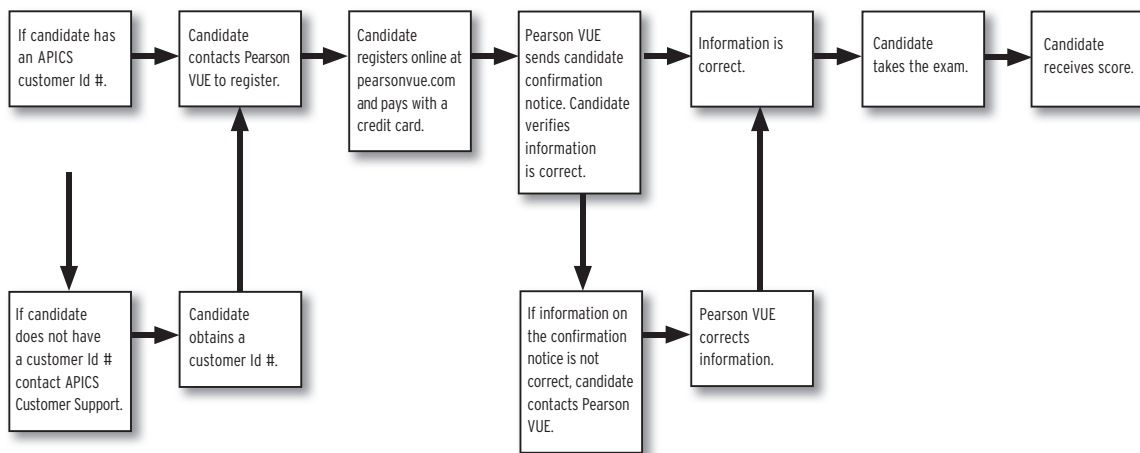 If candidate has
an APICS
customer Id #.
Candidate
contacts Pearson
VUE to register.
Candidate
registers online at
pearsonvue.com
and pays with a
credit card.
Pearson VUE
sends candidate
confirmation
notice. Candidate
verifies
information
is correct.
Information is
correct.
Candidate
takes the exam.
Candidate
receives score.
If candidate
does not have
a customer Id #
contact APICS
Customer Support.
Candidate
obtains a
customer Id #.
If information on
the confirmation
notice is not
correct, candidate
contacts Pearson
VUE.
Pearson VUE
corrects
information.